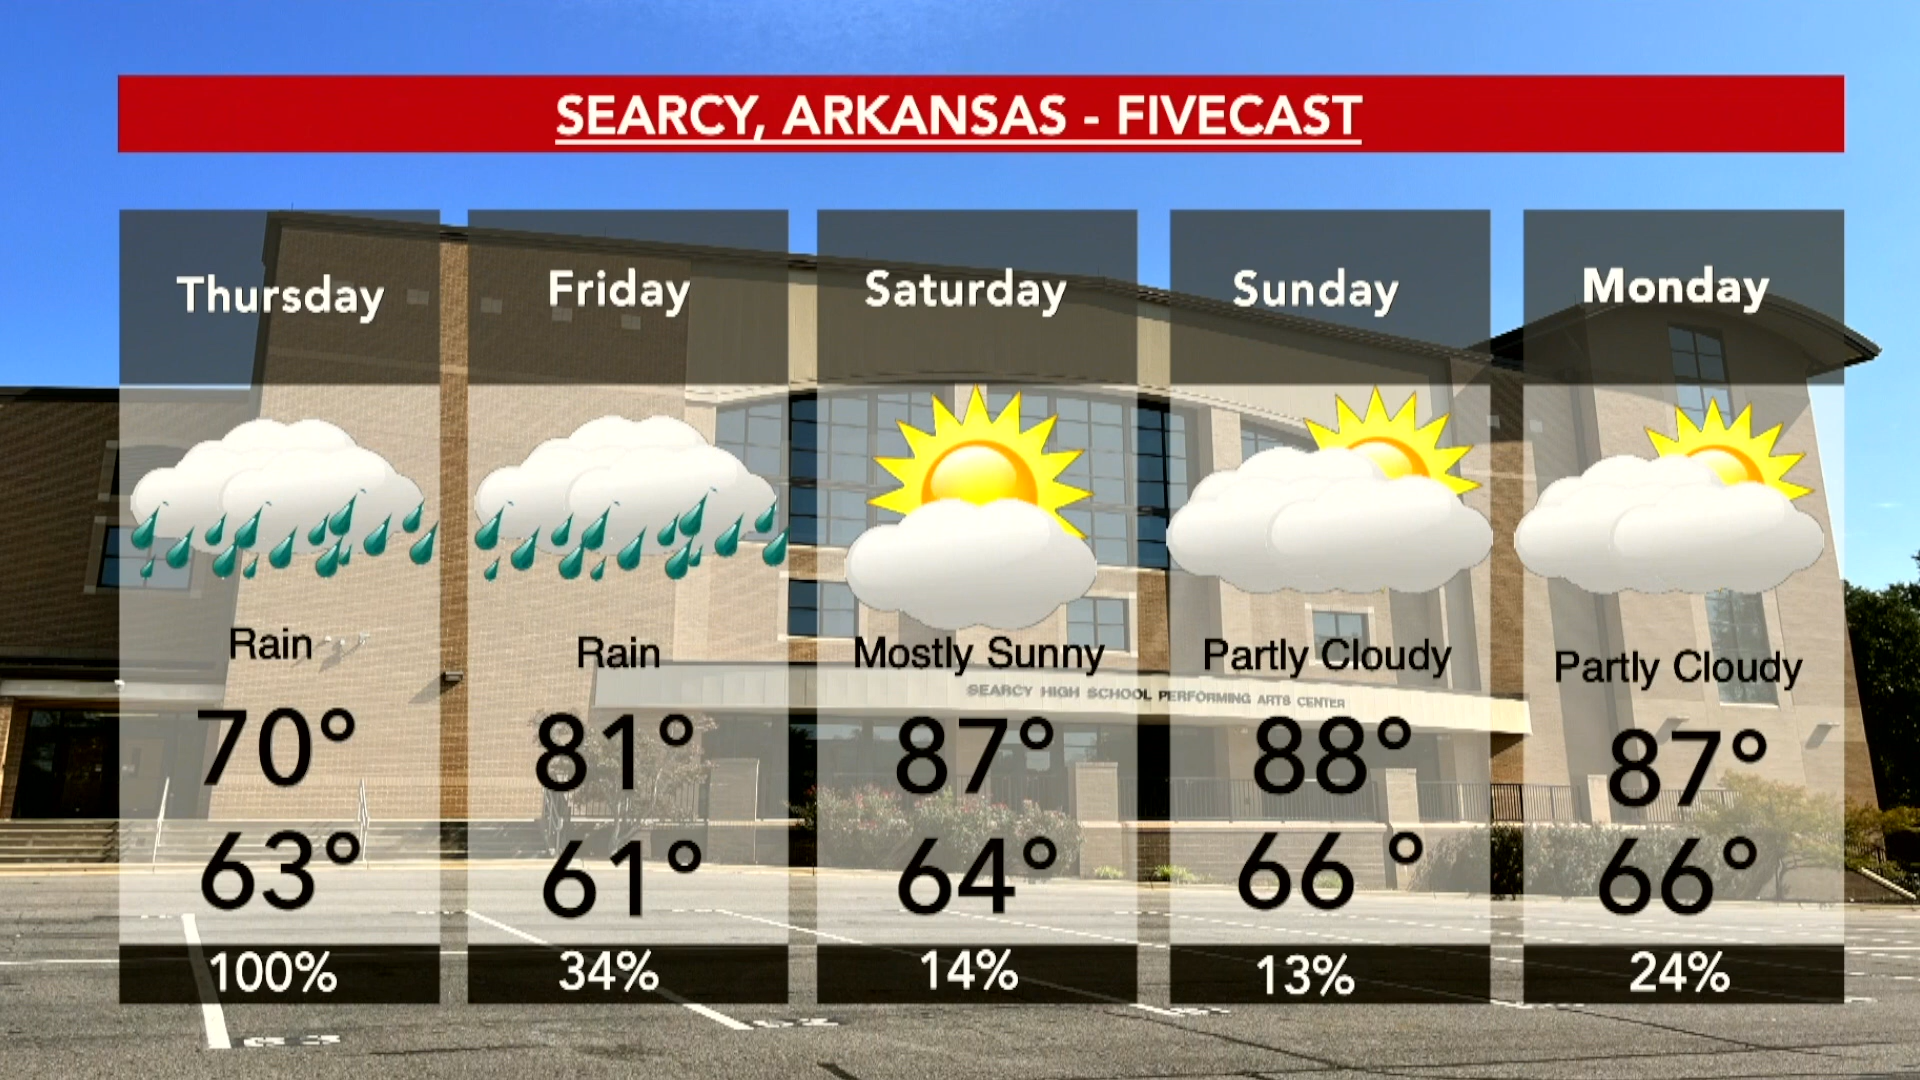 SEARCY, ARKANSAS - FIVECAST
Thursday
Friday
Saturday
Sunday
Monday
Rain
Rain
Mostly Sunny
Partly Cloudy
Partly Cloudy
SEARCY HIGH SCHOOL PERFORMING ARTS CENTER
70°
81°
87°
88°
87°
63°
61°
64°
66 °
66°
100%
34%
14%
13%
24%